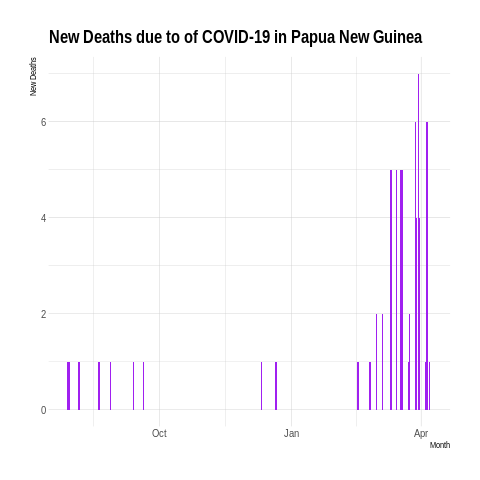 New Deaths due to of COVID-19 in Papua New Guinea
New Deaths
6
4
2
0
Oct Jan Apr
Month